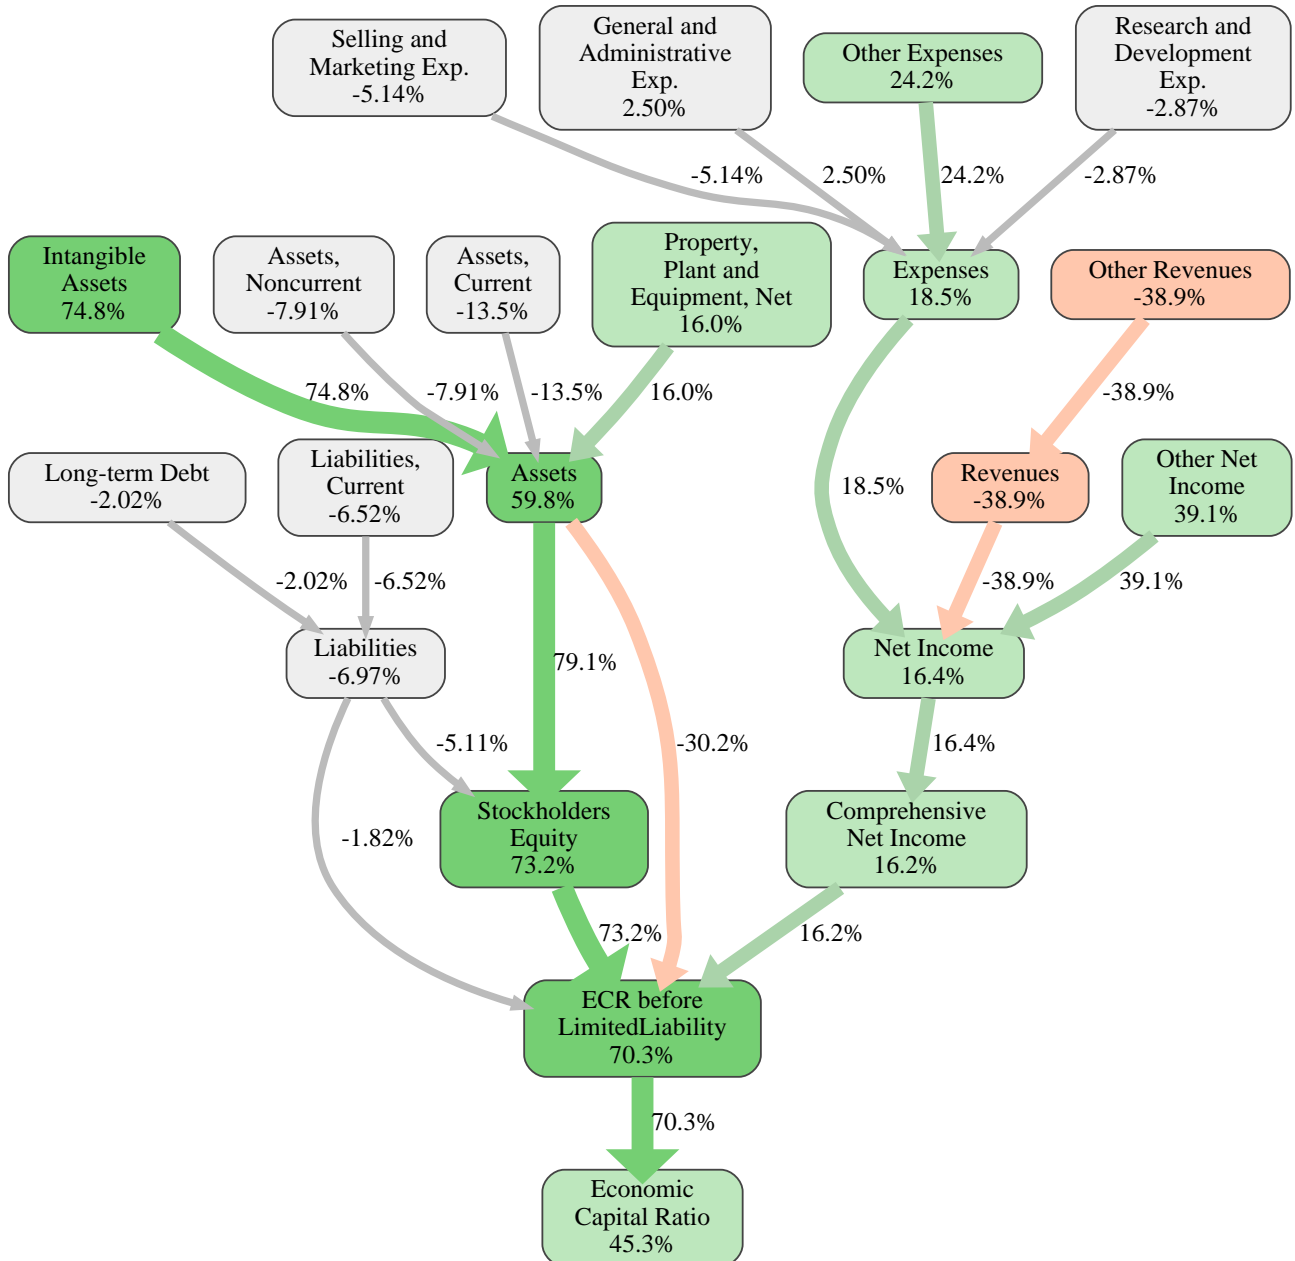 Selling and
Marketing Exp.
-5.14%
General and
Administrative
Exp.
2.50%
Other Expenses
24.2%
Research and
Development
Exp.
-2.87%
-5.14%
2.50%
24.2%
-2.87%
Intangible
Assets
74.8%
Assets,
Noncurrent
-7.91%
Assets,
Current
-13.5%
Property,
Plant and
Equipment, Net
16.0%
Expenses
18.5%
Other Revenues
-38.9%
74.8%
-7.91%
-13.5%
16.0%
-38.9%
Long-term Debt
-2.02%
Liabilities,
Current
-6.52%
Assets
59.8%
18.5%
Revenues
-38.9%
Other Net
Income
39.1%
-2.02%
-6.52%
-38.9%
39.1%
Liabilities
-6.97%
79.1%
Net Income
16.4%
-5.11%
-30.2%
16.4%
-1.82%
Stockholders
Equity
73.2%
Comprehensive
Net Income
16.2%
73.2%
16.2%
ECR before
LimitedLiability
70.3%
70.3%
Economic
Capital Ratio
45.3%